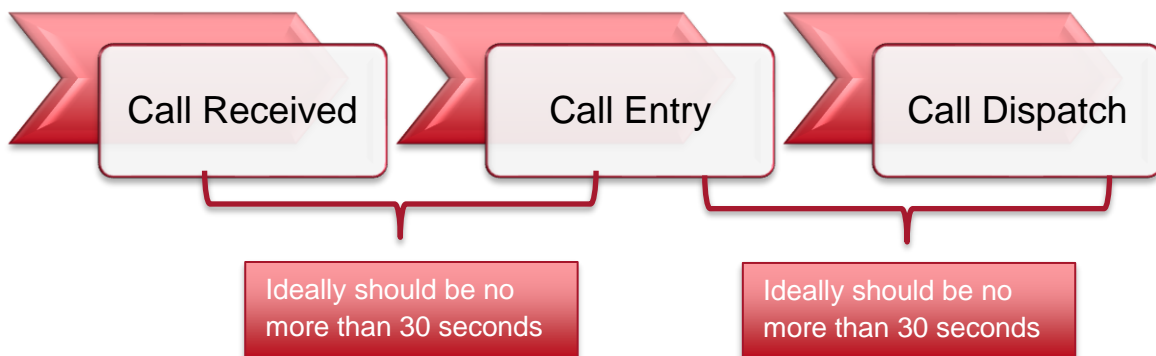 Call Received
Call Entry
Call Dispatch
Ideally should be no
more than 30 seconds
Ideally should be no
more than 30 seconds